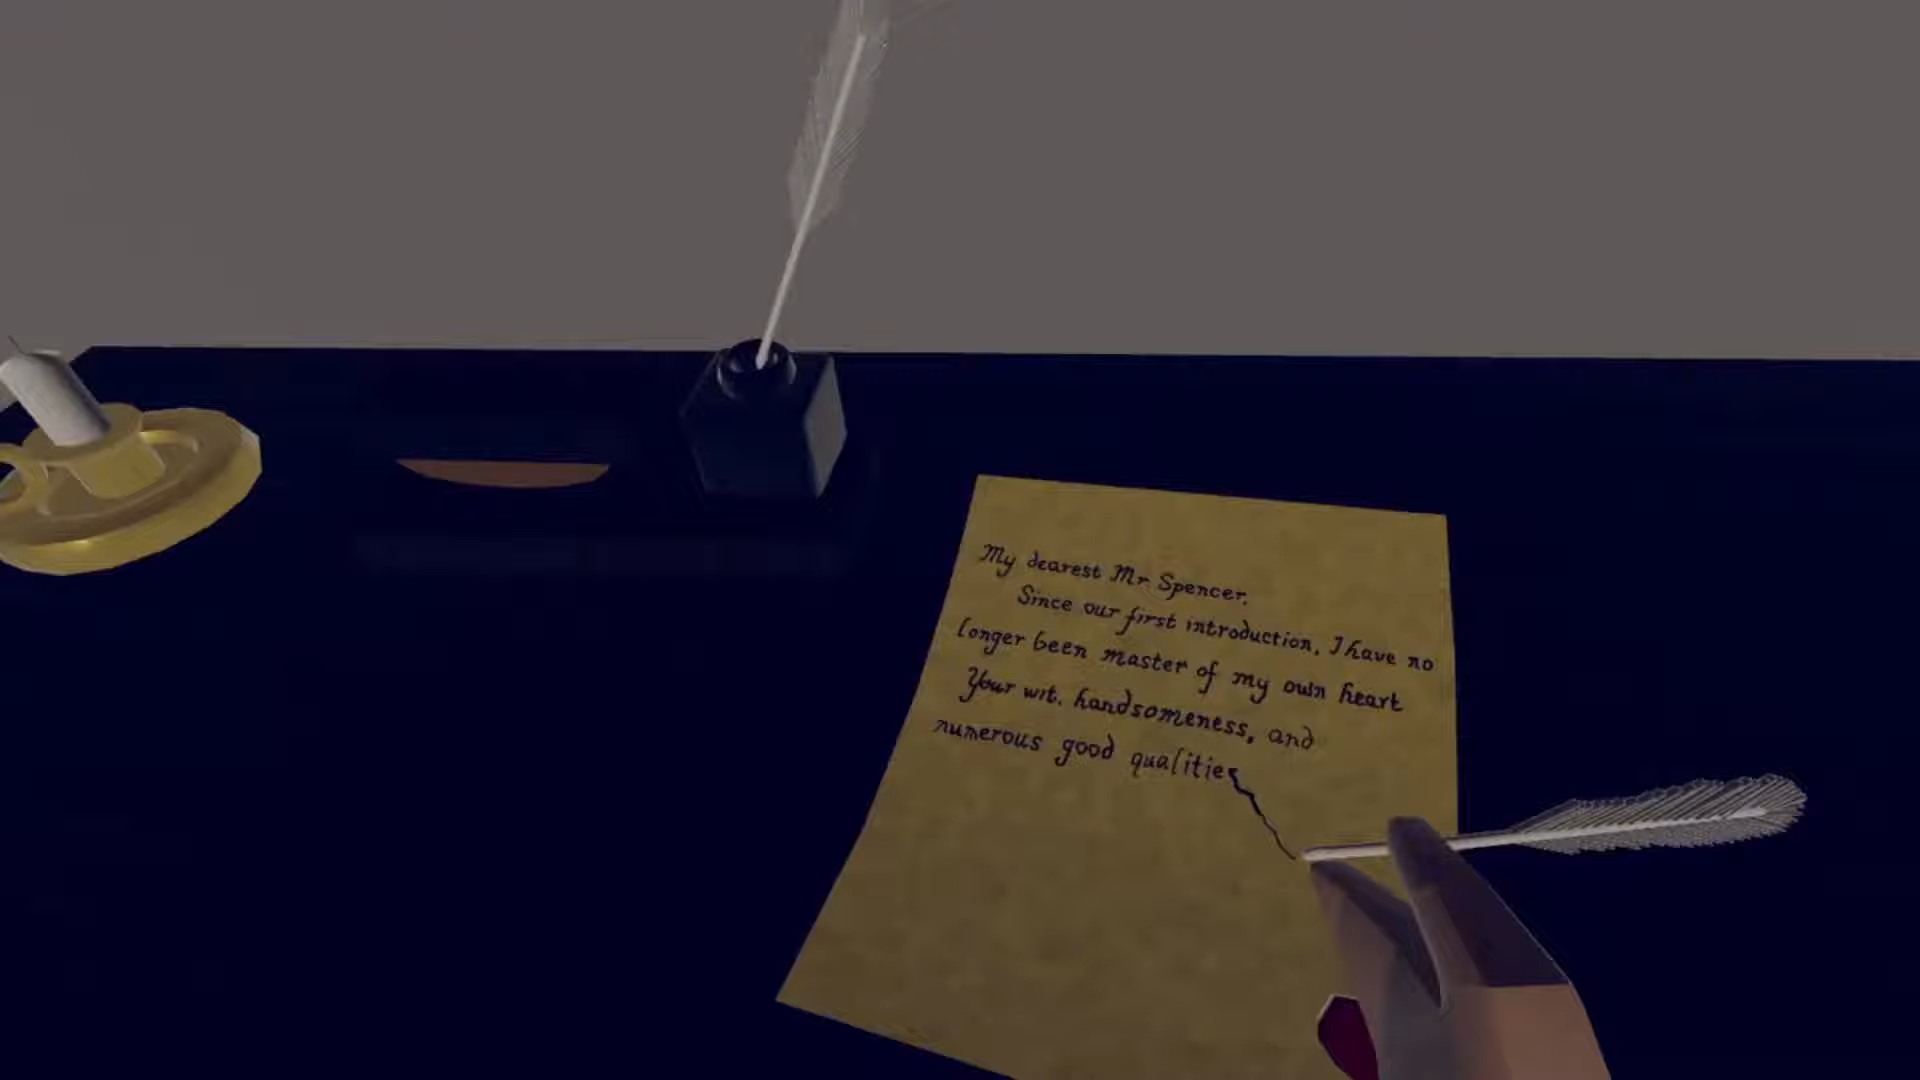 My dearest Mr Spencer.
Since our first introduction, I have no
longer been master of my own heart
Your wit, handsomeness, and
numerous good qualities